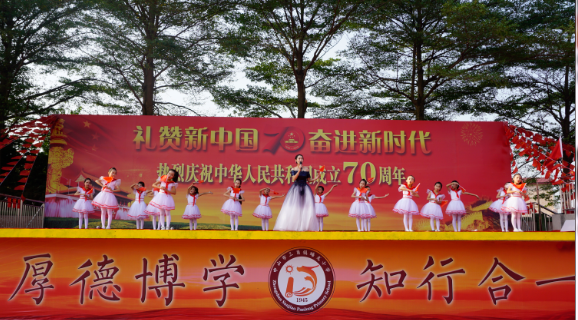 礼赞新中国 70 奋进新时代
热烈庆祝中华人民共和国成立70周年
厚德博学 知行合一
1943